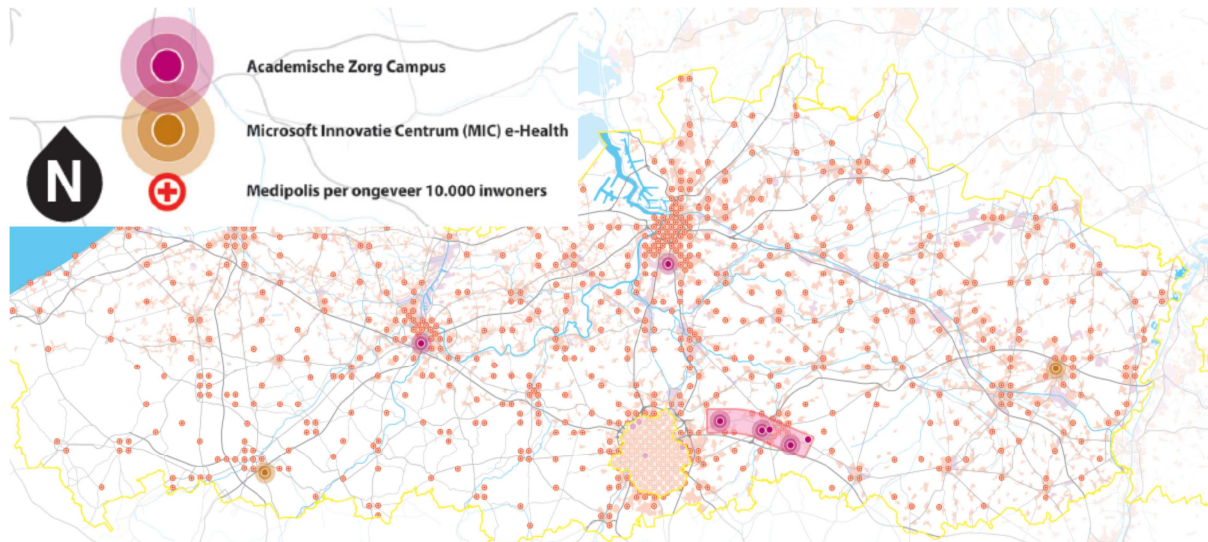 Academische Zorg Campus
Microsoft Innovatie Centrum (MIC) e-Health
N
Medipolis per ongeveer 10.000 inwoners